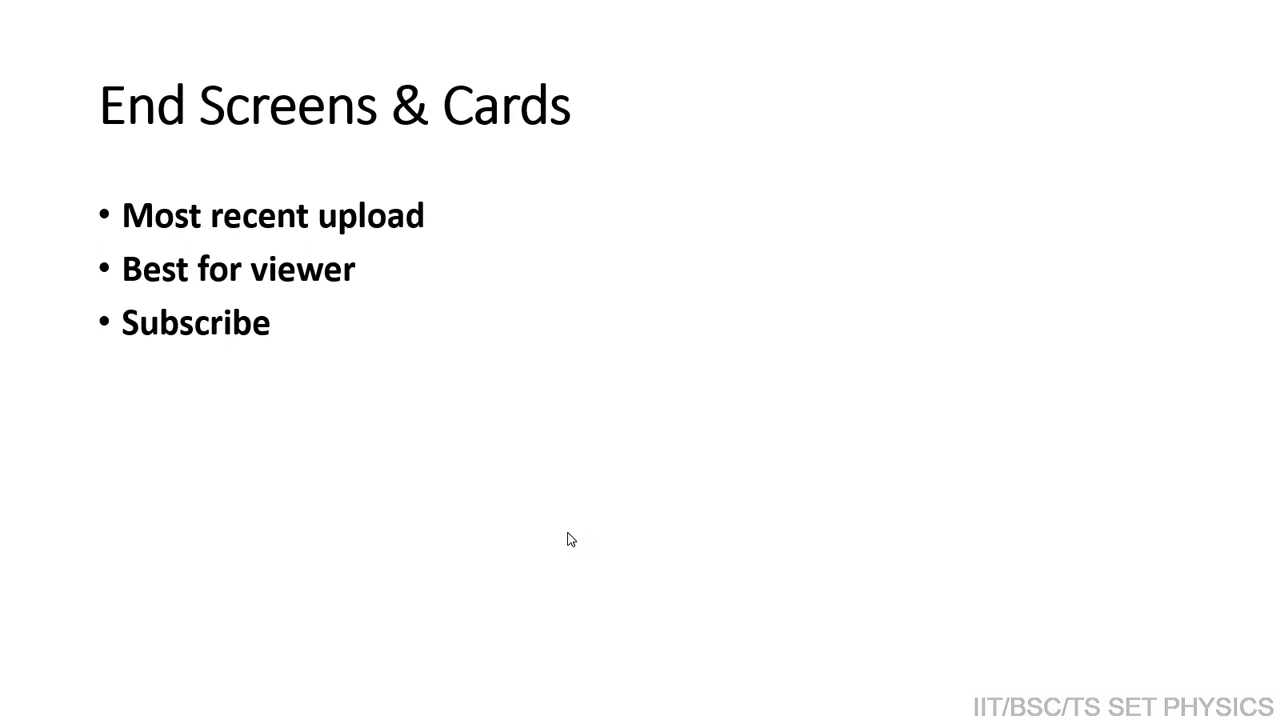 End Screens & Cards
• Most recent upload
• Best for viewer
• Subscribe
IIT/BSC/TS SET PHYSICS